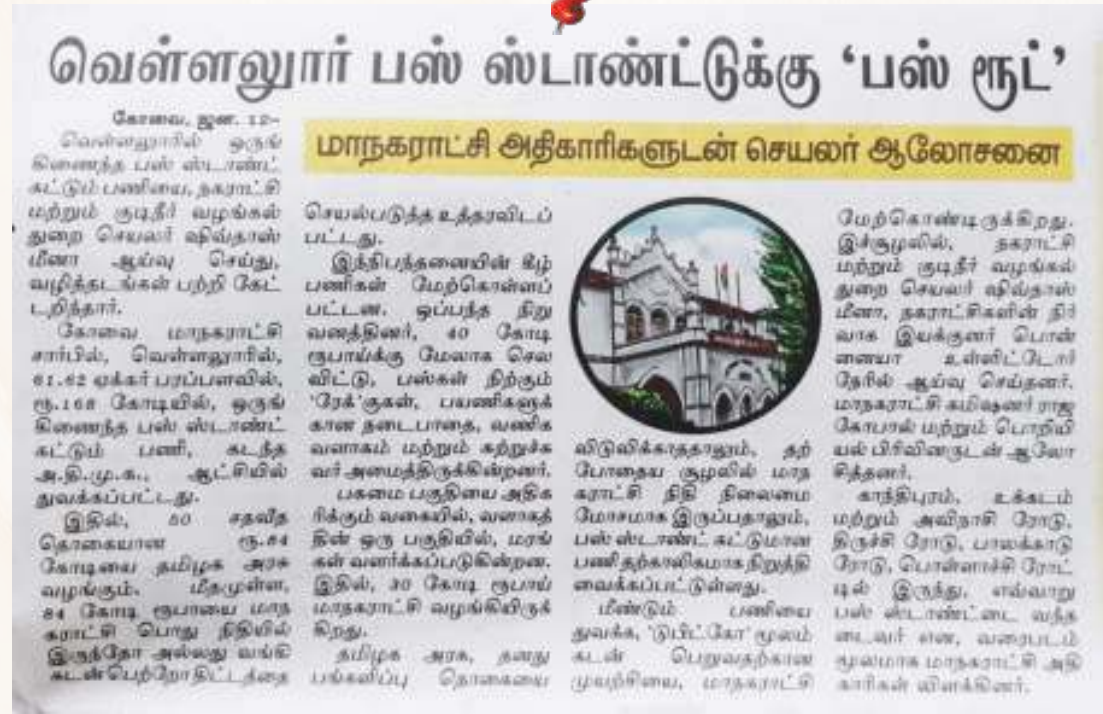 வெள்ளலூர் பஸ் ஸ்டாண்ட்டுக்கு ‘பஸ் ரூட்’
மாநகராட்சி அதிகாரிகளுடன் செயலர் ஆலோசனை
கோவை, ஜன. 12-
வெள்ளலூரில் ஒருங்
கிணைந்த பஸ் ஸ்டாண்ட்
கட்டும் பணியை, நகராட்சி
மற்றும் குடிநீர் வழங்கல்
துறை செயலர் ஷிவ்தாஸ்
மீனா ஆய்வு செய்து,
வழித்தடங்கள் பற்றி கேட்
டறிந்தார்.
கோவை மாநகராட்சி
சார்பில், வெள்ளலூரில்,
61.62 ஏக்கர் பரப்பளவில்,
ரூ.168 கோடியில், ஒருங்
கிணைந்த பஸ் ஸ்டாண்ட்
கட்டும் பணி, கடந்த
அ.தி.மு.க., ஆட்சியில்
துவக்கப்பட்டது.
இதில், 50 சதவீத
தொகையான ரூ.84
கோடியை தமிழக அரசு
வழங்கும். மீதமுள்ள,
84 கோடி ரூபாயை மாந
கராட்சி பொது நிதியில்
இருந்தோ அல்லது வங்கி
கடன் பெற்றோ திட்டத்தை
செயல்படுத்த உத்தரவிடப்
பட்டது.
இந்நிபந்தனையின் கீழ்
பணிகள் மேற்கொள்ளப்
பட்டன. ஒப்பந்த நிறு
வனத்தினர், 40 கோடி
ரூபாய்க்கு மேலாக செல
விட்டு, பஸ்கள் நிற்கும்
'ரேக்'குகள், பயணிகளுக்
கான நடைபாதை, வணிக
வளாகம் மற்றும் சுற்றுச்சு
வர் அமைத்திருக்கின்றனர்.
பசுமை பகுதியை அதிக
ரிக்கும் வகையில், வளாகத்
தின் ஒரு பகுதியில், மரங்
கள் வளர்க்கப்படுகின்றன.
இதில், 30 கோடி ரூபாய்
மாநகராட்சி வழங்கியிருக்
கிறது.
தமிழக அரசு, தனது
பங்களிப்பு தொகையை
விடுவிக்காததாலும், தற்
போதைய சூழலில் மாந
கராட்சி நிதி நிலைமை
மோசமாக இருப்பதாலும்,
பஸ் ஸ்டாண்ட் கட்டுமான
பணி தற்காலிகமாக நிறுத்தி
வைக்கப்பட்டுள்ளது.
மீண்டும் பணியை
துவக்க, 'டுபிட்கோ' மூலம்
கடன் பெறுவதற்கான
முயற்சியை, மாநகராட்சி
மேற்கொண்டிருக்கிறது.
இச்சூழலில், நகராட்சி
மற்றும் குடிநீர் வழங்கல்
துறை செயலர் ஷிவ்தாஸ்
மீனா, நகராட்சிகளின் நிர்
வாக இயக்குனர் பொன்
னையா உள்ளிட்டோர்
நேரில் ஆய்வு செய்தனர்.
மாநகராட்சி கமிஷனர் ராஜ
கோபால் மற்றும் பொறியி
யல் பிரிவினருடன் ஆலோ
சித்தனர்.
காந்திபுரம், உக்கடம்
மற்றும் அவிநாசி ரோடு,
திருச்சி ரோடு, பாலக்காடு
ரோடு, பொள்ளாச்சி ரோட்
டில் இருந்து, எவ்வாறு
பஸ் ஸ்டாண்ட்டை வந்த
டைவர் என, வரைபடம்
மூலமாக மாநகராட்சி அதி
காரிகள் விளக்கினர்.